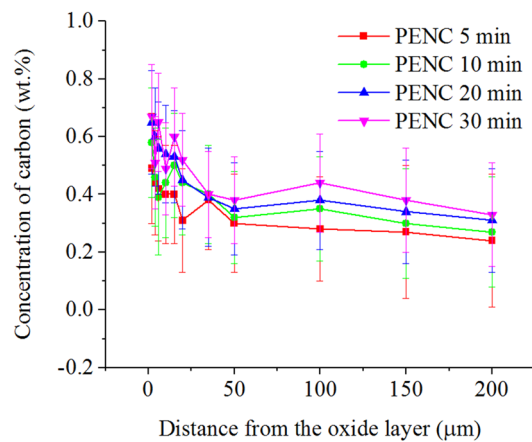 PENC 5 min
PENC 10 min
PENC 20 min
PENC 30 min
Concentration of carbon (wt.%)
1.0
0.8
0.6
0.4
0.2
0.0
-0.2
0 50 100 150 200
Distance from the oxide layer (μm)